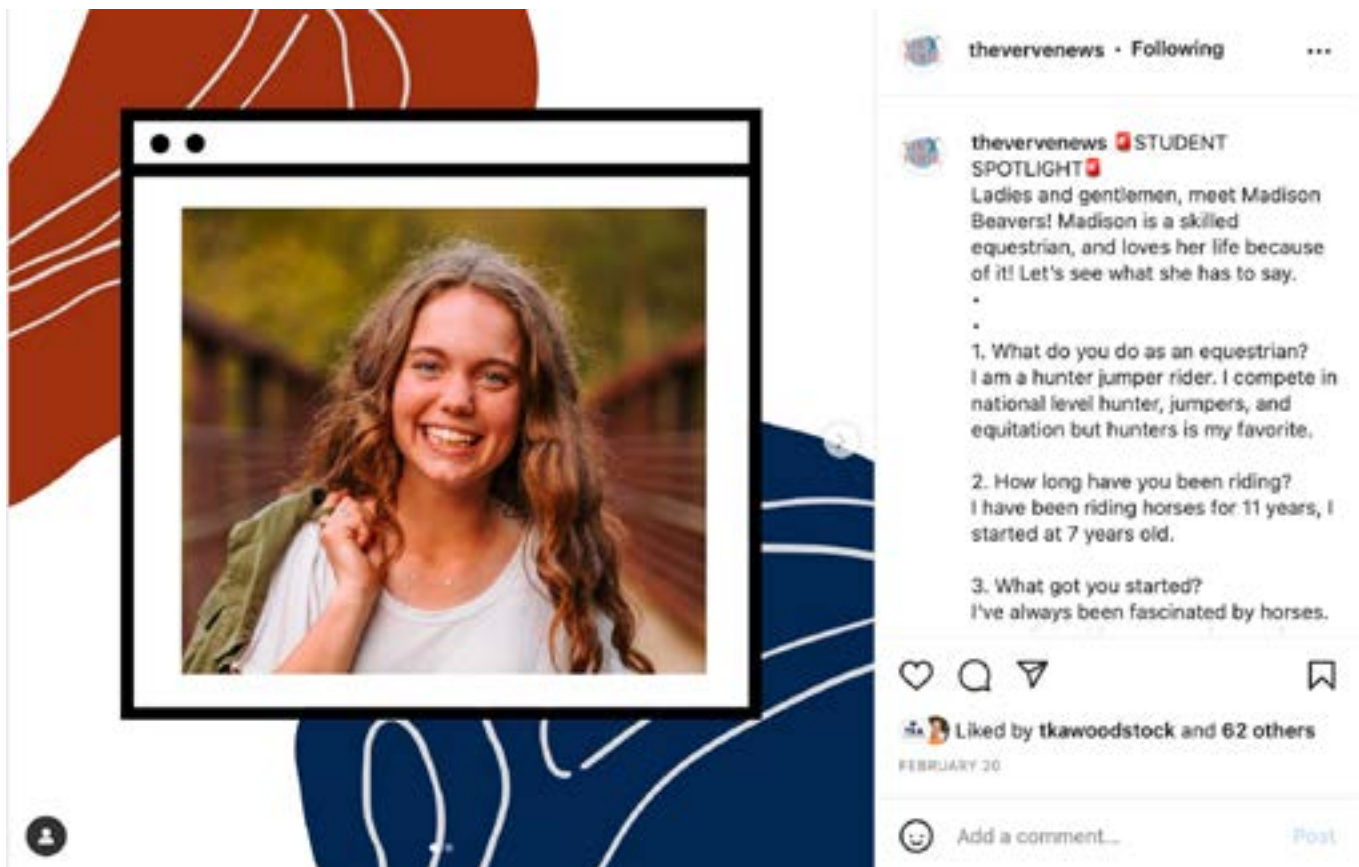 thevervenews • Following
thevervenews 🚨STUDENT
SPOTLIGHT🚨
Ladies and gentlemen, meet Madison
Beavers! Madison is a skilled
equestrian, and loves her life because
of it! Let's see what she has to say.
•
•
1. What do you do as an equestrian?
I am a hunter jumper rider. I compete in
national level hunter, jumpers, and
equitation but hunters is my favorite.
2. How long have you been riding?
I have been riding horses for 11 years, I
started at 7 years old.
3. What got you started?
I've always been fascinated by horses.
Liked by tkawoodstock and 62 others
FEBRUARY 20
Add a comment... Post